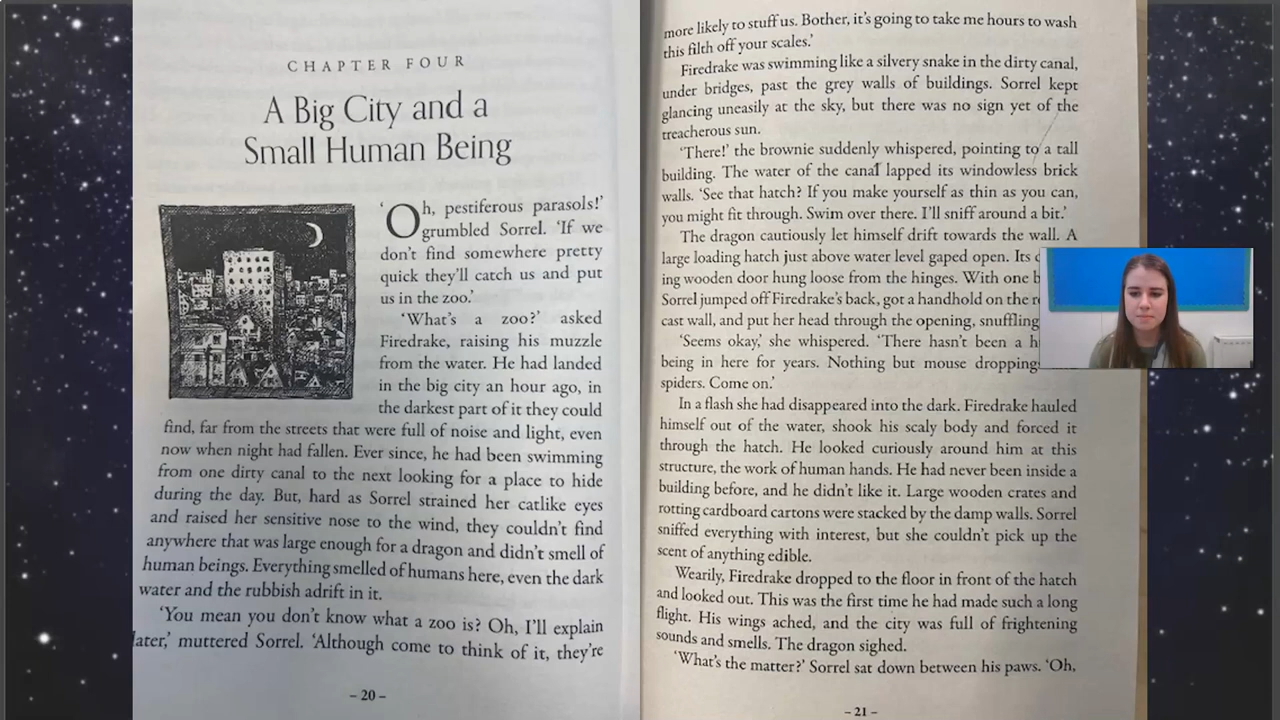 CHAPTER FOUR
A Big City and a
Small Human Being
‘Oh, pestiferous parasols!’
grumbled Sorrel. ‘If we
don’t find somewhere pretty
quick they’ll catch us and put
us in the zoo.’
‘What’s a zoo?’ asked
Firedrake, raising his muzzle
from the water. He had landed
in the big city an hour ago, in
the darkest part of it they could
find, far from the streets that were full of noise and light, even
now when night had fallen. Ever since, he had been swimming
from one dirty canal to the next looking for a place to hide
during the day. But, hard as Sorrel strained her catlike eyes
and raised her sensitive nose to the wind, they couldn’t find
anywhere that was large enough for a dragon and didn’t smell of
human beings. Everything smelled of humans here, even the dark
water and the rubbish adrift in it.
‘You mean you don’t know what a zoo is? Oh, I’ll explain
later,’ muttered Sorrel. ‘Although come to think of it, they’re
– 20 –
more likely to stuff us. Bother, it’s going to take me hours to wash
this filth off your scales.’
Firedrake was swimming like a silvery snake in the dirty canal,
under bridges, past the grey walls of buildings. Sorrel kept
glancing uneasily at the sky, but there was no sign yet of the
treacherous sun.
‘There!’ the brownie suddenly whispered, pointing to a tall
building. The water of the canal lapped its windowless brick
walls. ‘See that hatch? If you make yourself as thin as you can,
you might fit through. Swim over there. I’ll sniff around a bit.’
The dragon cautiously let himself drift towards the wall. A
large loading hatch just above water level gaped open. Its
ing wooden door hung loose from the hinges. With one
Sorrel jumped off Firedrake’s back, got a handhold on the
cast wall, and put her head through the opening, snuffling
‘Seems okay,’ she whispered. ‘There hasn’t been a
being in here for years. Nothing but mouse droppings
spiders. Come on.’
In a flash she had disappeared into the dark. Firedrake hauled
himself out of the water, shook his scaly body and forced it
through the hatch. He looked curiously around him at this
structure, the work of human hands. He had never been inside a
building before, and he didn’t like it. Large wooden crates and
rotting cardboard cartons were stacked by the damp walls. Sorrel
sniffed everything with interest, but she couldn’t pick up the
scent of anything edible.
Wearily, Firedrake dropped to the floor in front of the hatch
and looked out. This was the first time he had made such a long
flight. His wings ached, and the city was full of frightening
sounds and smells. The dragon sighed.
‘What’s the matter?’ Sorrel sat down between his paws. ‘Oh,
– 21 –